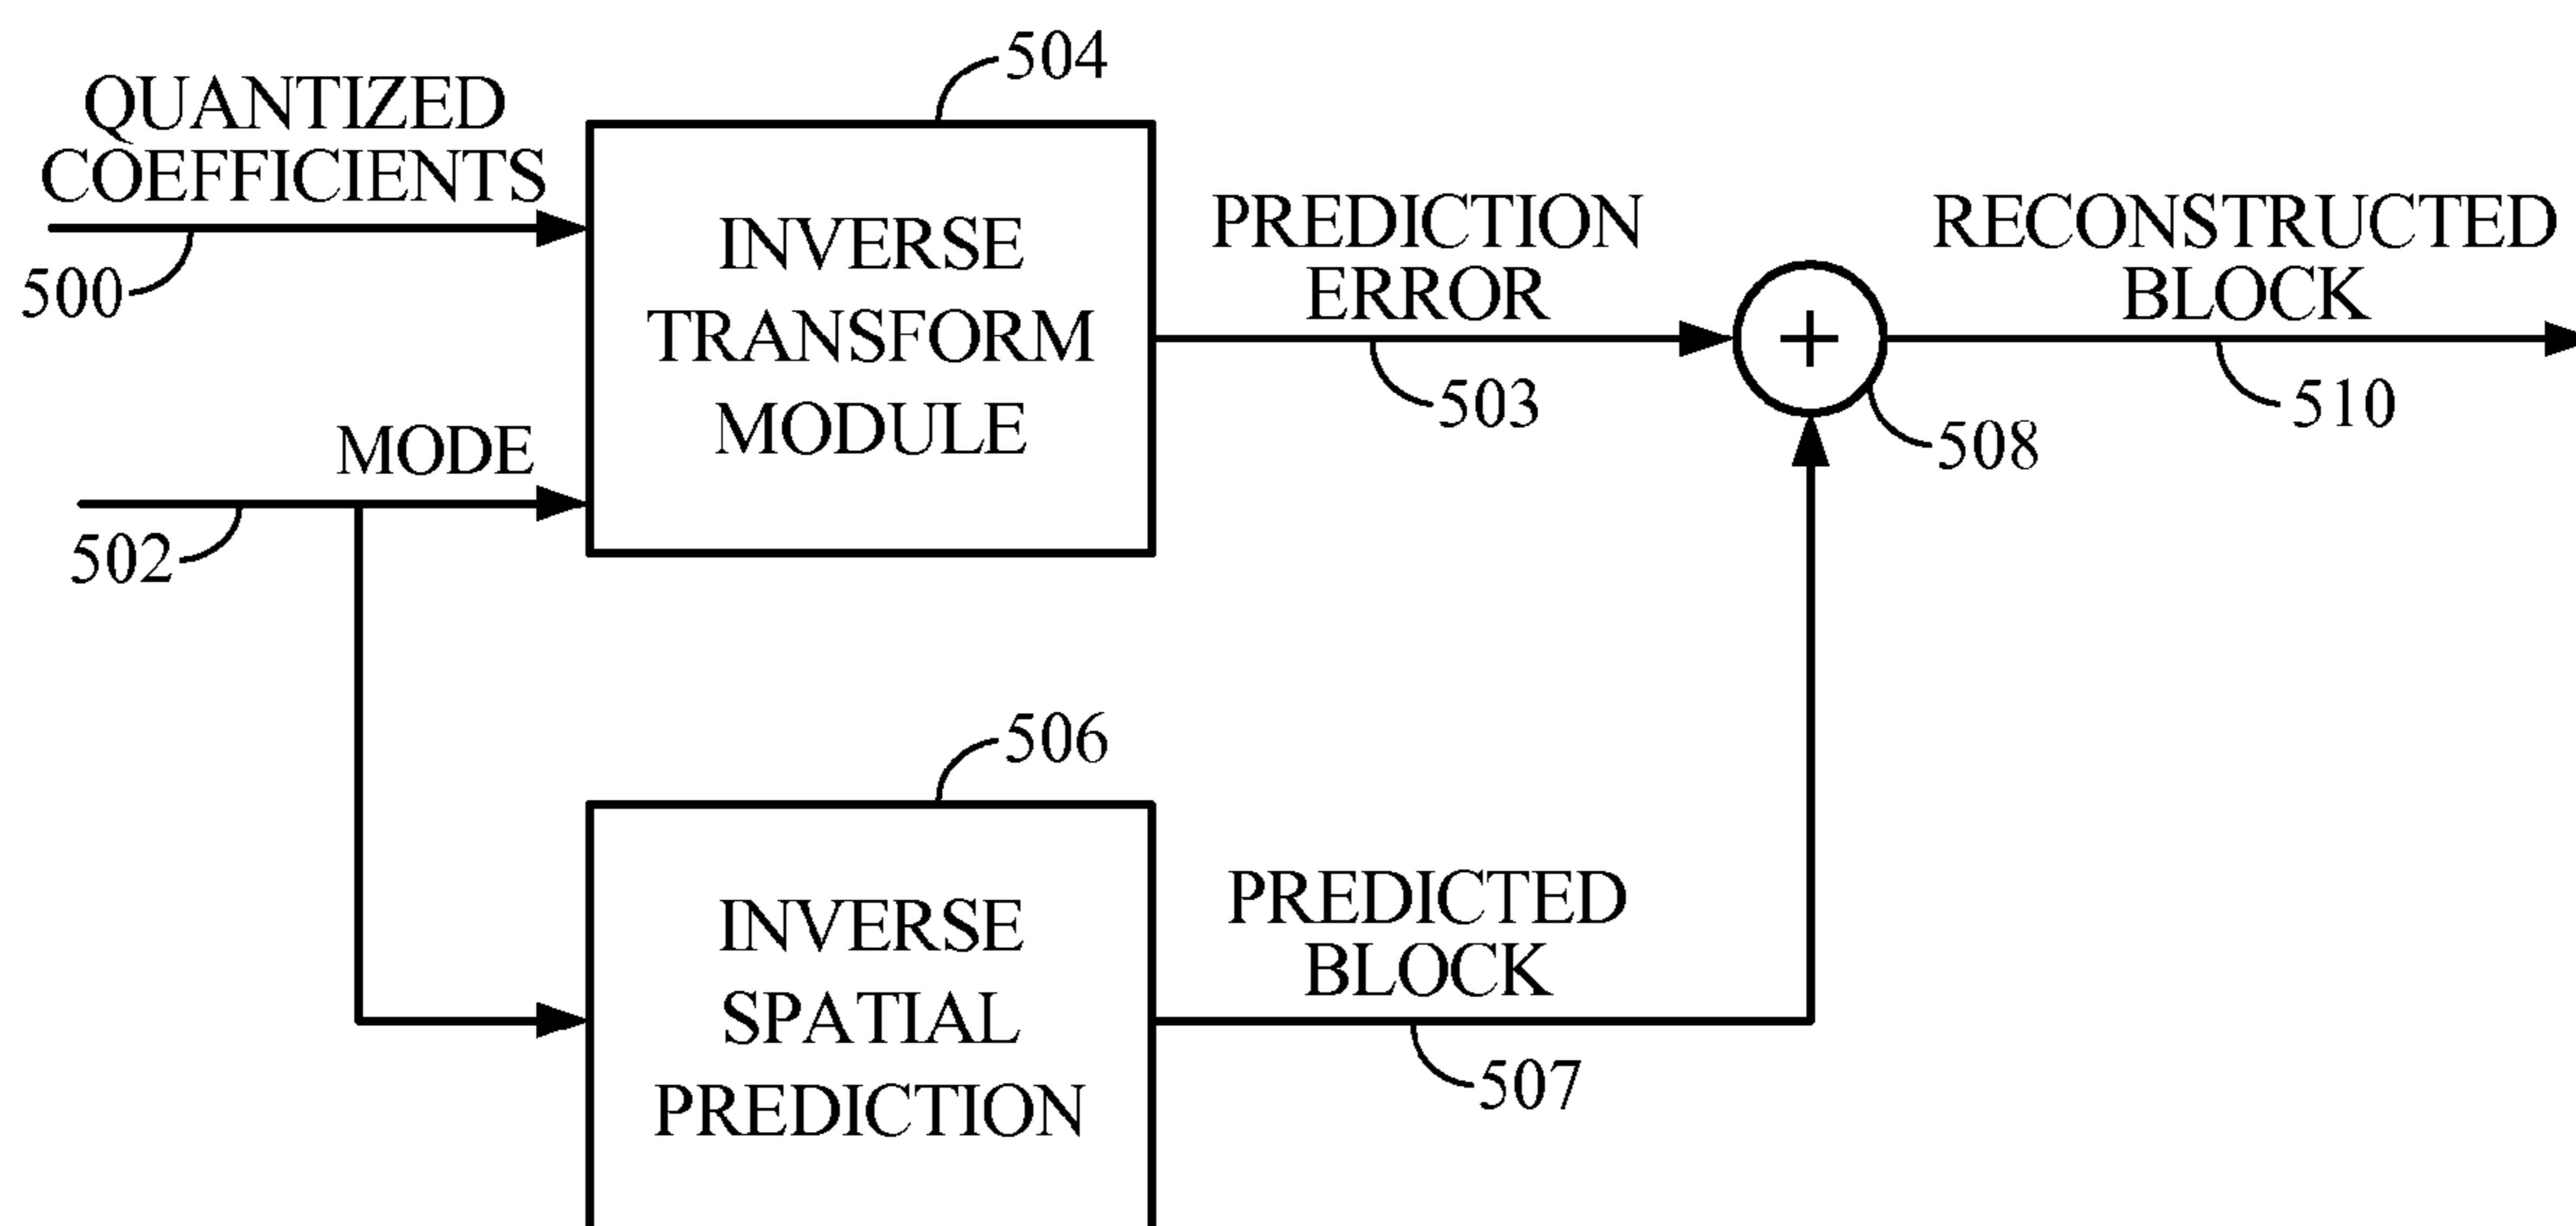 504
QUANTIZED
COEFFICIENTS
500
INVERSE
TRANSFORM
MODULE
PREDICTION
ERROR
503
RECONSTRUCTED
BLOCK
510
508
MODE
502
506
INVERSE
SPATIAL
PREDICTION
PREDICTED
BLOCK
507
+